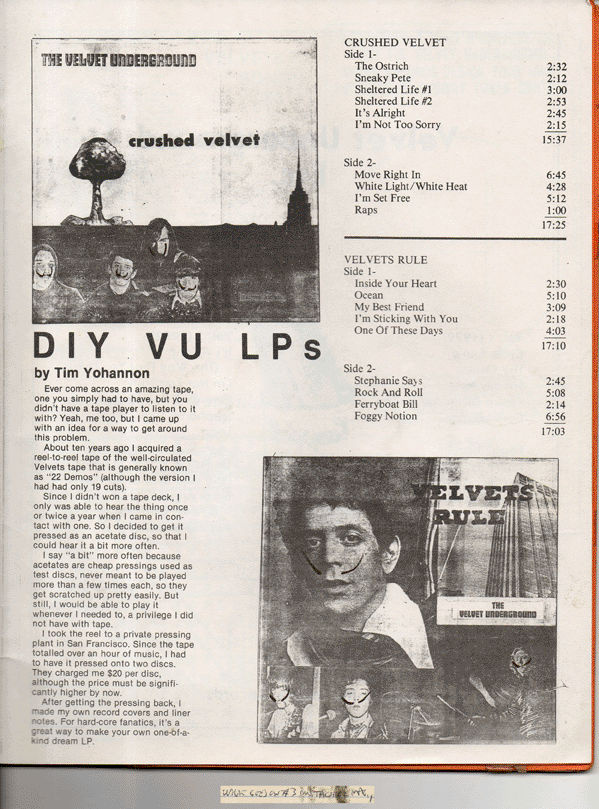 THE VELVET UNDERGROUND
crushed velvet
CRUSHED VELVET
Side 1-
The Ostrich 2:32
Sneaky Pete 2:12
Sheltered Life #1 3:00
Sheltered Life #2 2:53
It's Alright 2:45
I'm Not Too Sorry 2:15
15:37
Side 2-
Move Right In 6:45
White Light/White Heat 4:28
I'm Set Free 5:12
Raps 1:00
17:25
VELVETS RULE
Side 1-
Inside Your Heart 2:30
Ocean 5:10
My Best Friend 3:09
I'm Sticking With You 2:18
One Of These Days 4:03
17:10
Side 2-
Stephanie Says 2:45
Rock And Roll 5:08
Ferryboat Bill 2:14
Foggy Notion 6:56
17:03
DIY VU LPs
by Tim Yohannon
Ever come across an amazing tape,
one you simply had to have, but you
didn't have a tape player to listen to it
with? Yeah, me too, but I came up
with an idea for a way to get around
this problem.
About ten years ago I acquired a
reel-to-reel tape of the well-circulated
Velvets tape that is generally known
as "22 Demos" (although the version I
had had only 19 cuts).
Since I didn't won a tape deck, I
only was able to hear the thing once
or twice a year when I came in con-
tact with one. So I decided to get it
pressed as an acetate disc, so that I
could hear it a bit more often.
I say "a bit" more often because
acetates are cheap pressings used as
test discs, never meant to be played
more than a few times each, so they
get scratched up pretty easily. But
still, I would be able to play it
whenever I needed to, a privilege I did
not have with tape.
I took the reel to a private pressing
plant in San Francisco. Since the tape
totalled over an hour of music, I had
to have it pressed onto two discs.
They charged me $20 per disc,
although the price must be signifi-
cantly higher by now.
After getting the pressing back, I
made my own record covers and liner
notes. For hard-core fanatics, it's a
great way to make your own one-of-a-
kind dream LP.
VELVETS
RULE
THE
VELVET UNDERGROUND